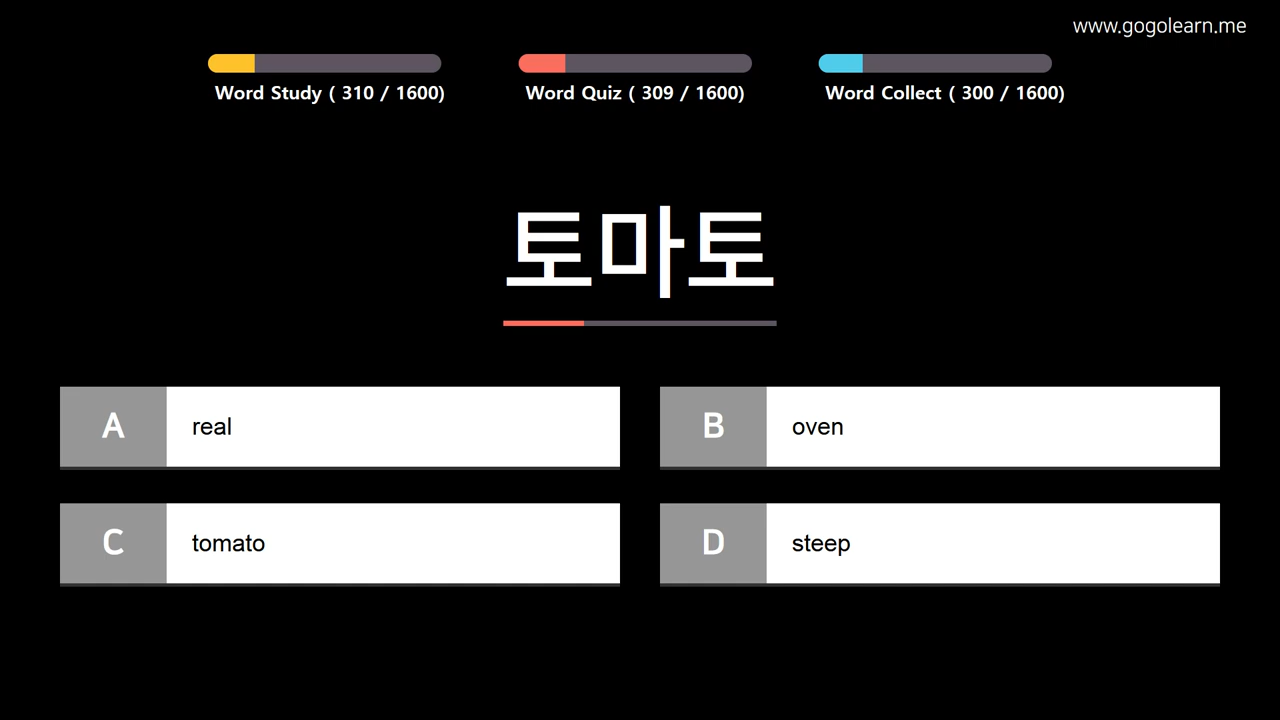 www.gogolearn.me
Word Study ( 310 / 1600)
Word Quiz ( 309 / 1600)
Word Collect ( 300 / 1600)
토마토
A real
B oven
C tomato
D steep